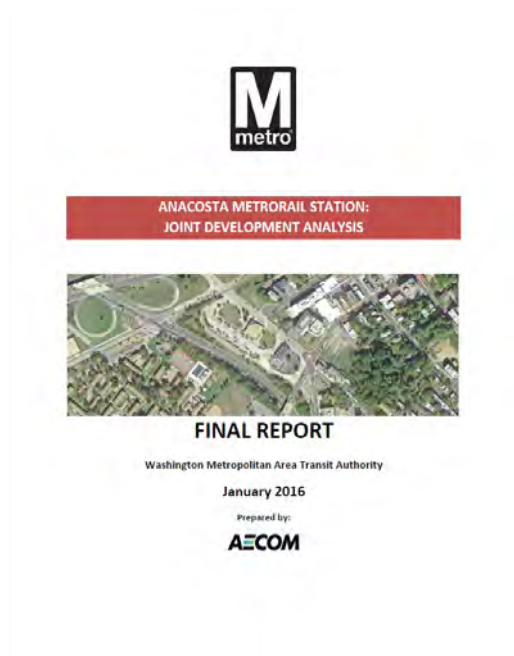 M
metro
ANACOSTA METRORAIL STATION:
JOINT DEVELOPMENT ANALYSIS
FINAL REPORT
Washington Metropolitan Area Transit Authority
January 2016
Prepared by:
AECOM